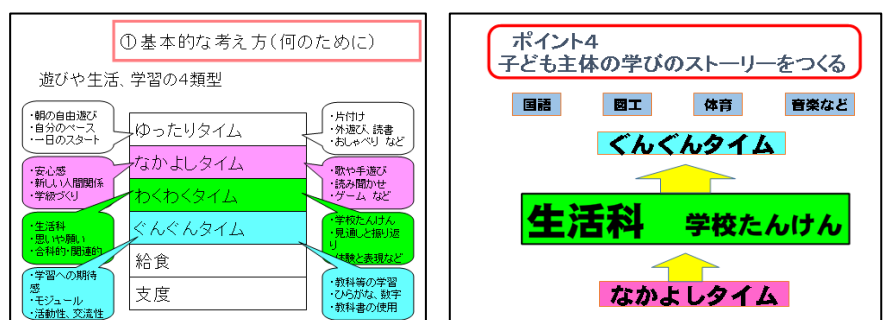 ①基本的な考え方(何のために)
遊びや生活、学習の4類型
・朝の自由遊び
・自分のペース
・一日のスタート
ゆったりタイム
・片付け
・外遊び、読書
・おしゃべり など
・安心感
・新しい人間関係
・学級づくり
なかよしタイム
・歌や手遊び
・読み聞かせ
・ゲーム など
・生活科
・思いや願い
・合科的・関連的
わくわくタイム
・学校たんけん
・見通しと振り返
り
・体験と表現など
・学習への期待
感
・モジュール
・活動性、交流性
ぐんぐんタイム
・教科等の学習
・ひらがな、数字
・教科書の使用
給食
支度
ポイント4
子ども主体の学びのストーリーをつくる
国語 図工 体育 音楽など
ぐんぐんタイム
生活科 学校たんけん
なかよしタイム